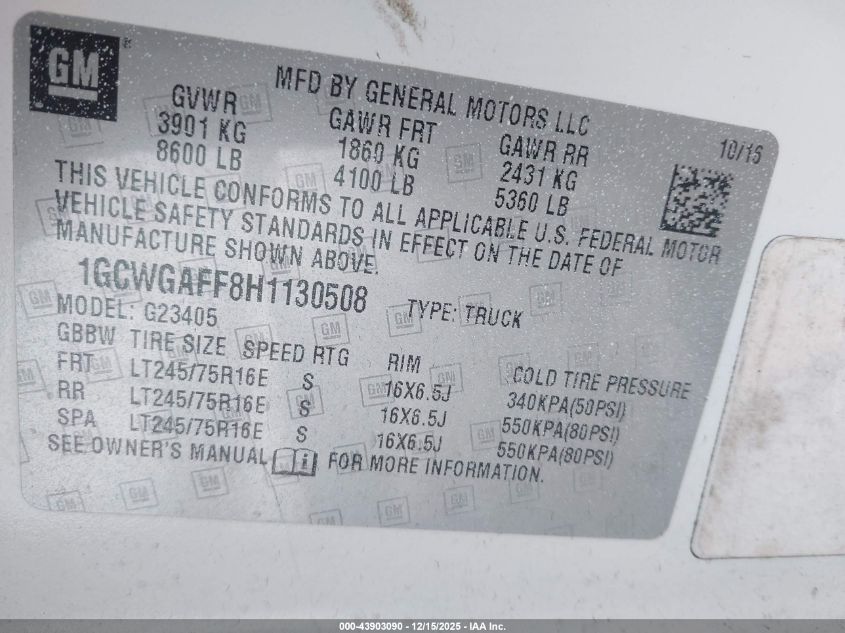 GM
MFD BY GENERAL MOTORS LLC
10/16
GVWR GAWR FRT GAWR RR
3901 KG 1860 KG 2431 KG
8600 LB 4100 LB 5360 LB
THIS VEHICLE CONFORMS TO ALL APPLICABLE U.S. FEDERAL MOTOR
VEHICLE SAFETY STANDARDS IN EFFECT ON THE DATE OF
MANUFACTURE SHOWN ABOVE.
1GCWGAFF8H1130508 TYPE: TRUCK
MODEL: G23405
GBBW TIRE SIZE SPEED RTG RIM COLD TIRE PRESSURE
FRT LT245/75R16E S 16X6.5J 340KPA(50PSI)
RR LT245/75R16E S 16X6.5J 550KPA(80PSI)
SPA LT245/75R16E S 16X6.5J 550KPA(80PSI)
SEE OWNER'S MANUAL FOR MORE INFORMATION.
000-43903090 - 12/15/2025 - IAA Inc.